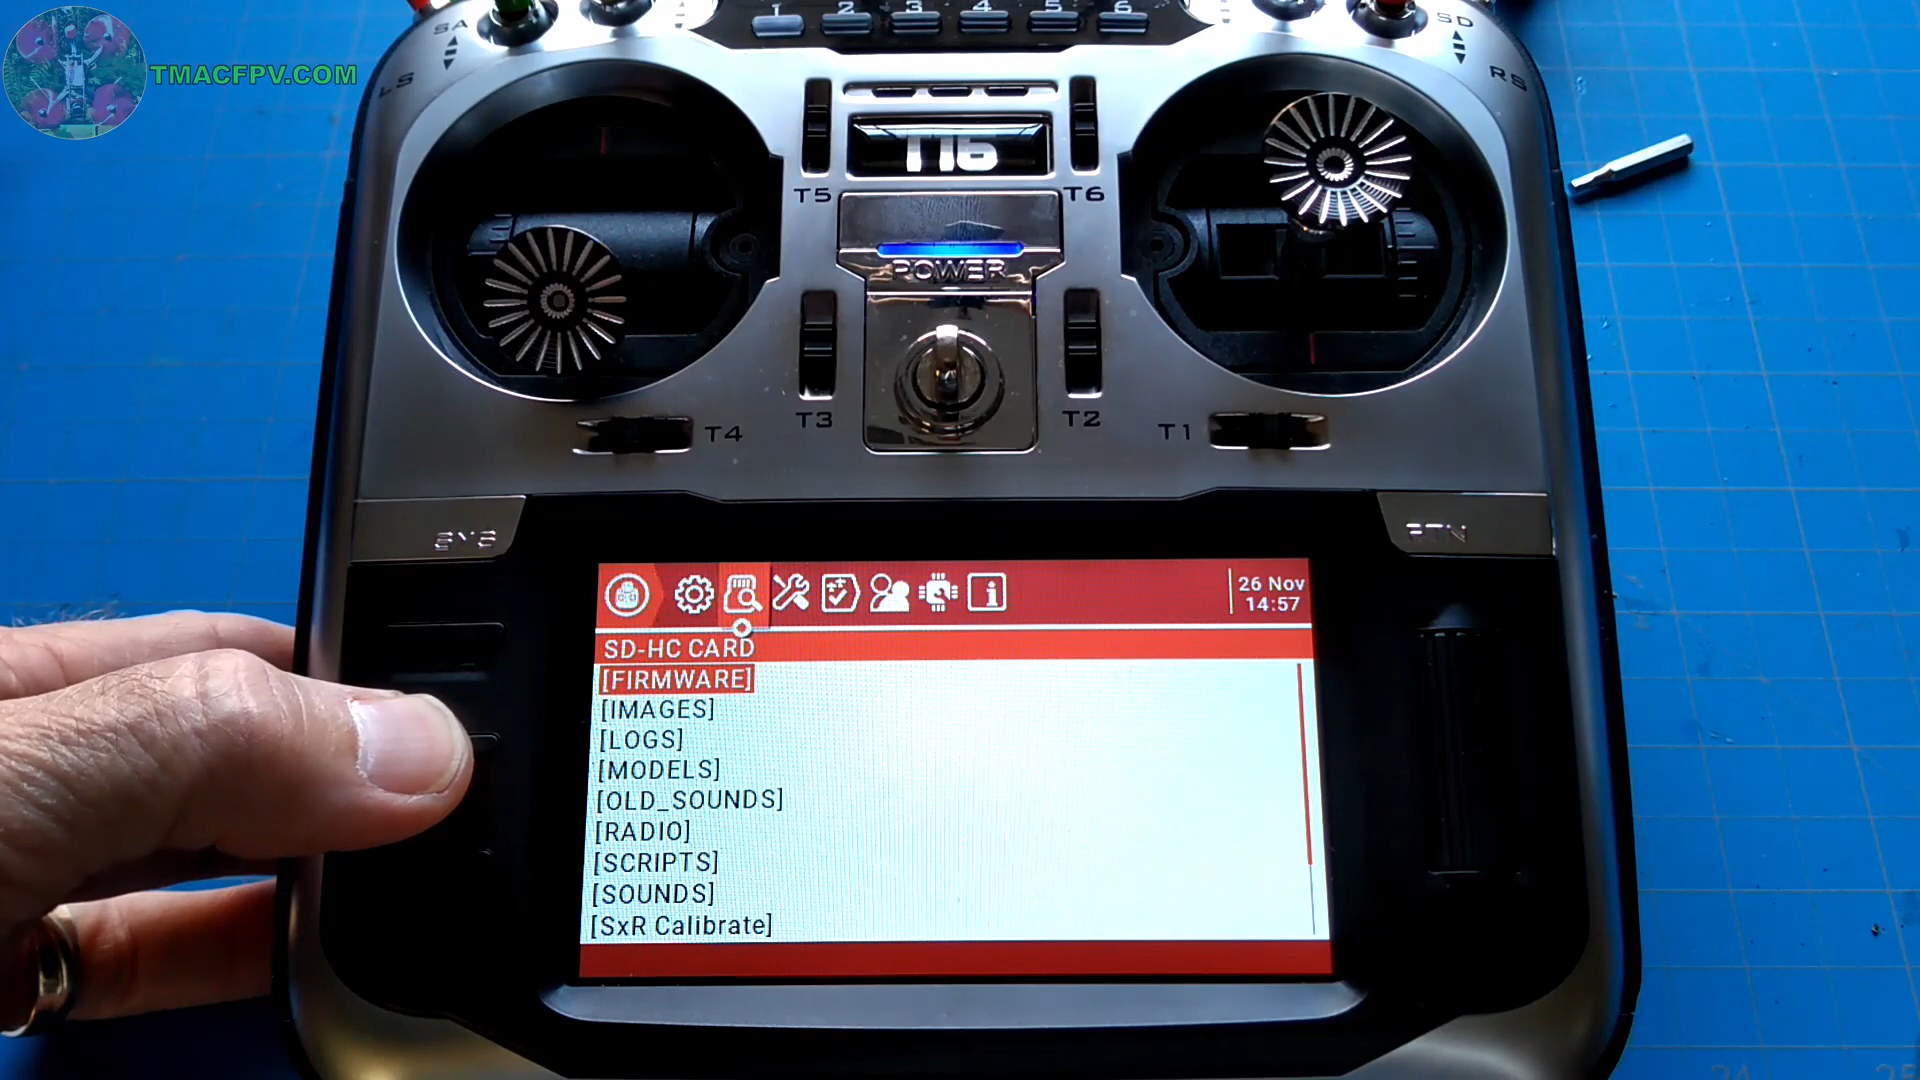 TMACFPV.COM
SA
1 2 3 4 5 6
SD
LS
RS
T16
T5
T6
POWER
T4
T3
T2
T1
SYS
RTN
26 Nov
14:57
SD-HC CARD
[FIRMWARE]
[IMAGES]
[LOGS]
[MODELS]
[OLD_SOUNDS]
[RADIO]
[SCRIPTS]
[SOUNDS]
[SxR Calibrate]